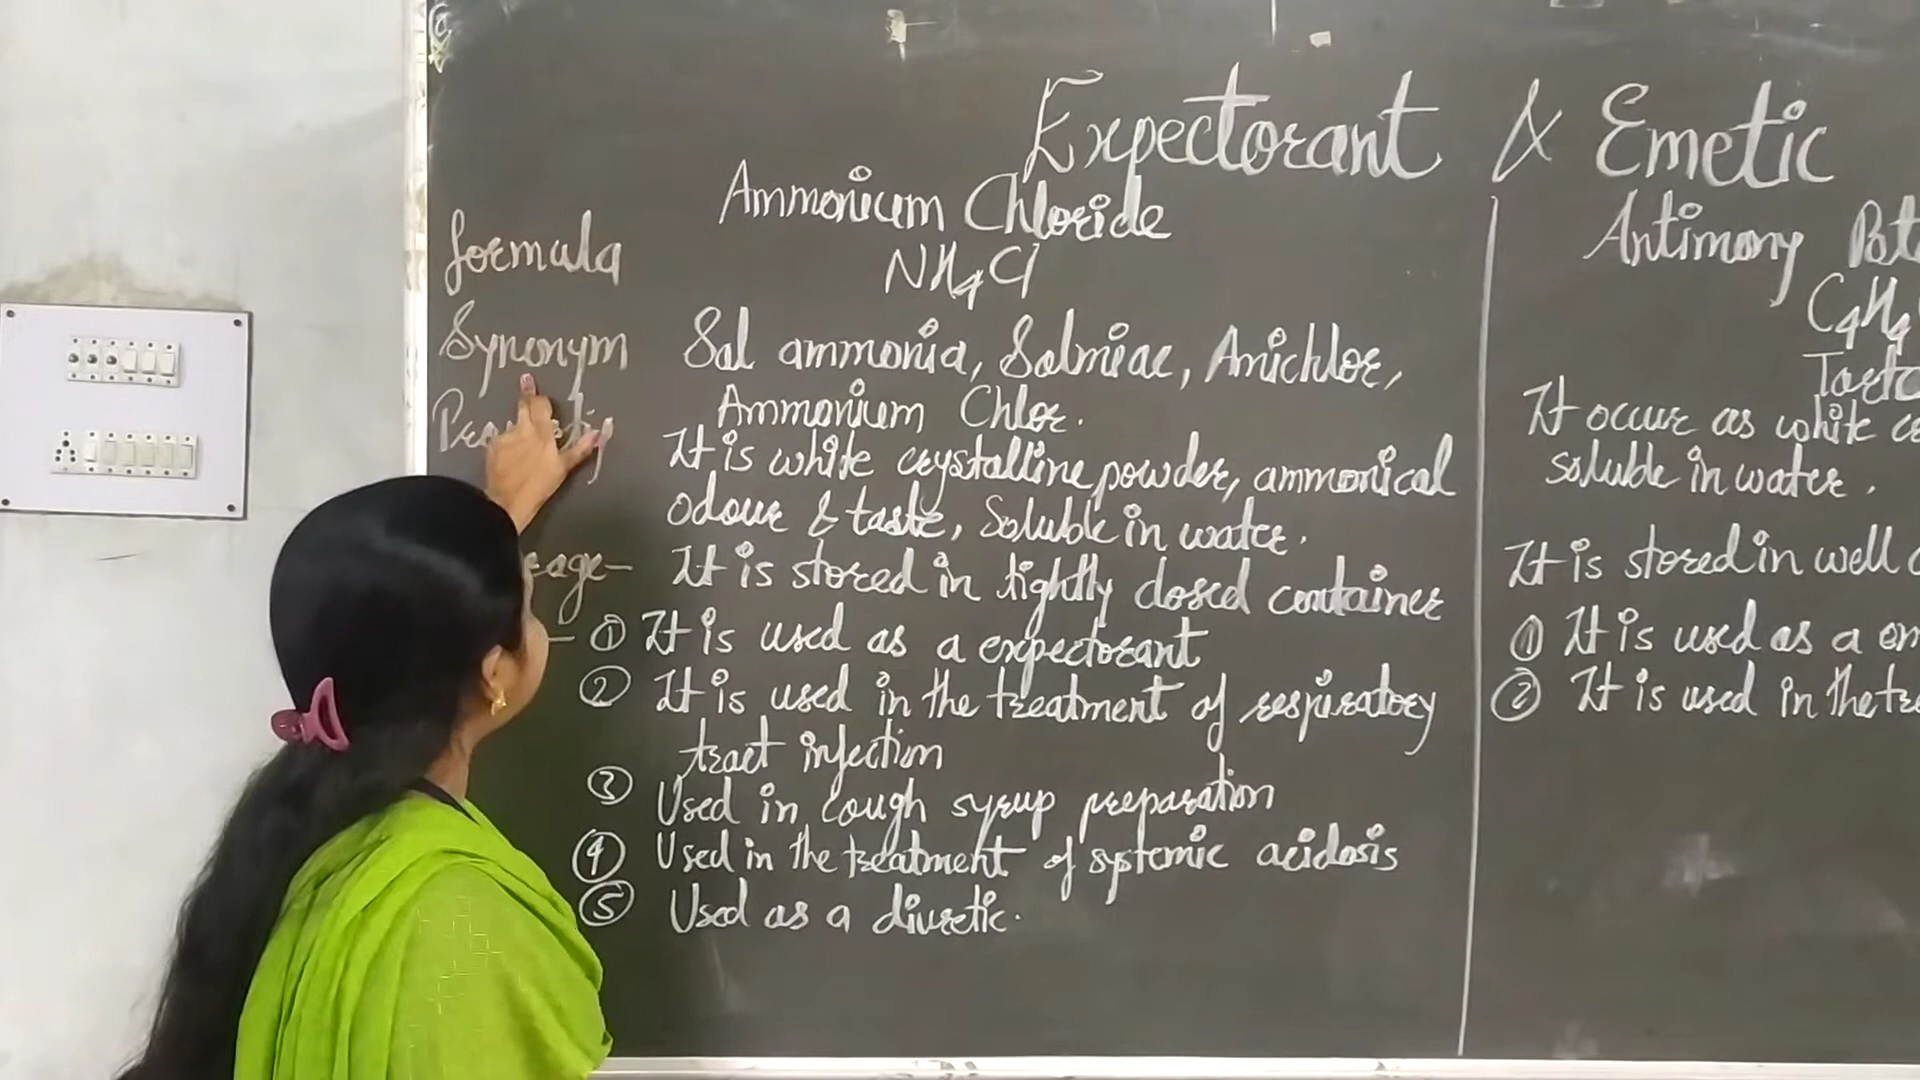 Expectorant & Emetic
Ammonium Chloride
formula NH4Cl
Synonym Sal ammonia, Salmiac, Amichlor,
Ammonium Chlor.
It is white crystalline powder, ammonical
odour & taste, Soluble in water.
It is stored in tightly closed container
① It is used as a expectorant
② It is used in the treatment of respiratory
tract infection
③ Used in cough syrup preparation
④ Used in the treatment of systemic acidosis
⑤ Used as a diuretic.
Antimony
C4H4
It occur as white
soluble in water.
It is stored in well
① It is used as a
② It is used in the